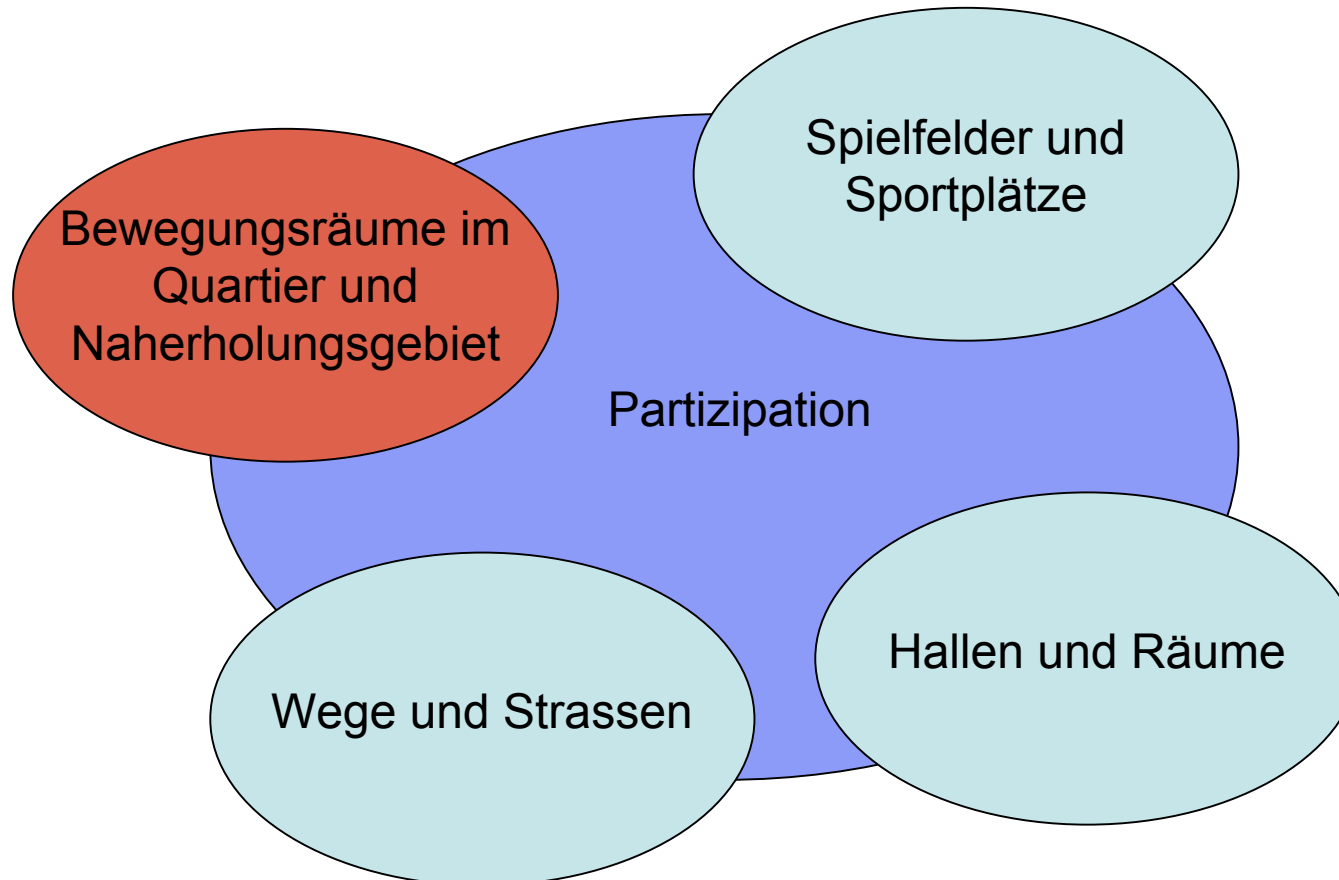 Spielfelder und
Sportplätze
Bewegungsräume im
Quartier und
Naherholungsgebiet
Partizipation
Hallen und Räume
Wege und Strassen